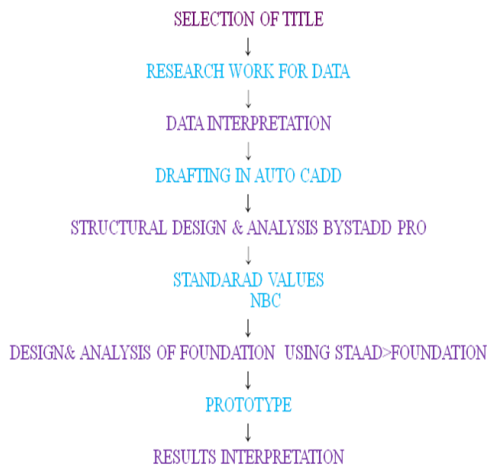 SELECTION OF TITLE
RESEARCH WORK FOR DATA
DATA INTERPRETATION
DRAFTING IN AUTO CADD
STRUCTURAL DESIGN & ANALYSIS BYSTADD PRO
STANDARAD VALUES
NBC
DESIGN& ANALYSIS OF FOUNDATION USING STAAD>FOUNDATION
PROTOTYPE
RESULTS INTERPRETATION